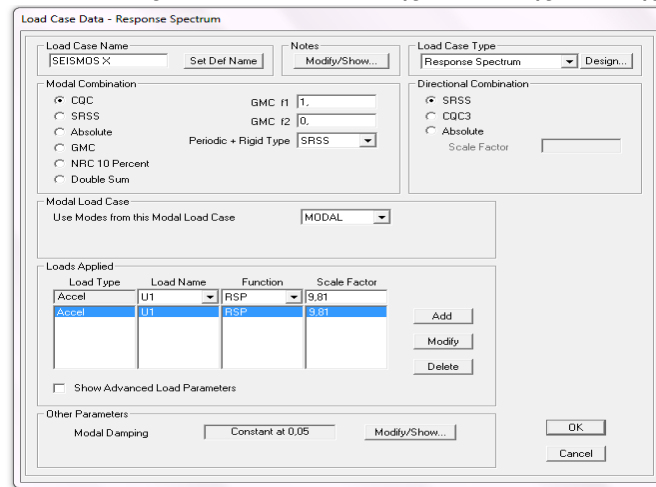 Load Case Data - Response Spectrum
Load Case Name
SEISMOS X
Set Def Name
Notes
Modify/Show...
Load Case Type
Response Spectrum
Design...
Modal Combination
CQC
SRSS
Absolute
GMC
NRC 10 Percent
Double Sum
GMC f1 1,
GMC f2 0,
Periodic + Rigid Type SRSS
Directional Combination
SRSS
CQC3
Absolute
Scale Factor
Modal Load Case
Use Modes from this Modal Load Case MODAL
Loads Applied
Load Type Load Name Function Scale Factor
Accel U1 RSP 9,81
Accel U1 RSP 9,81
Add
Modify
Delete
Show Advanced Load Parameters
Other Parameters
Modal Damping Constant at 0,05 Modify/Show...
OK
Cancel